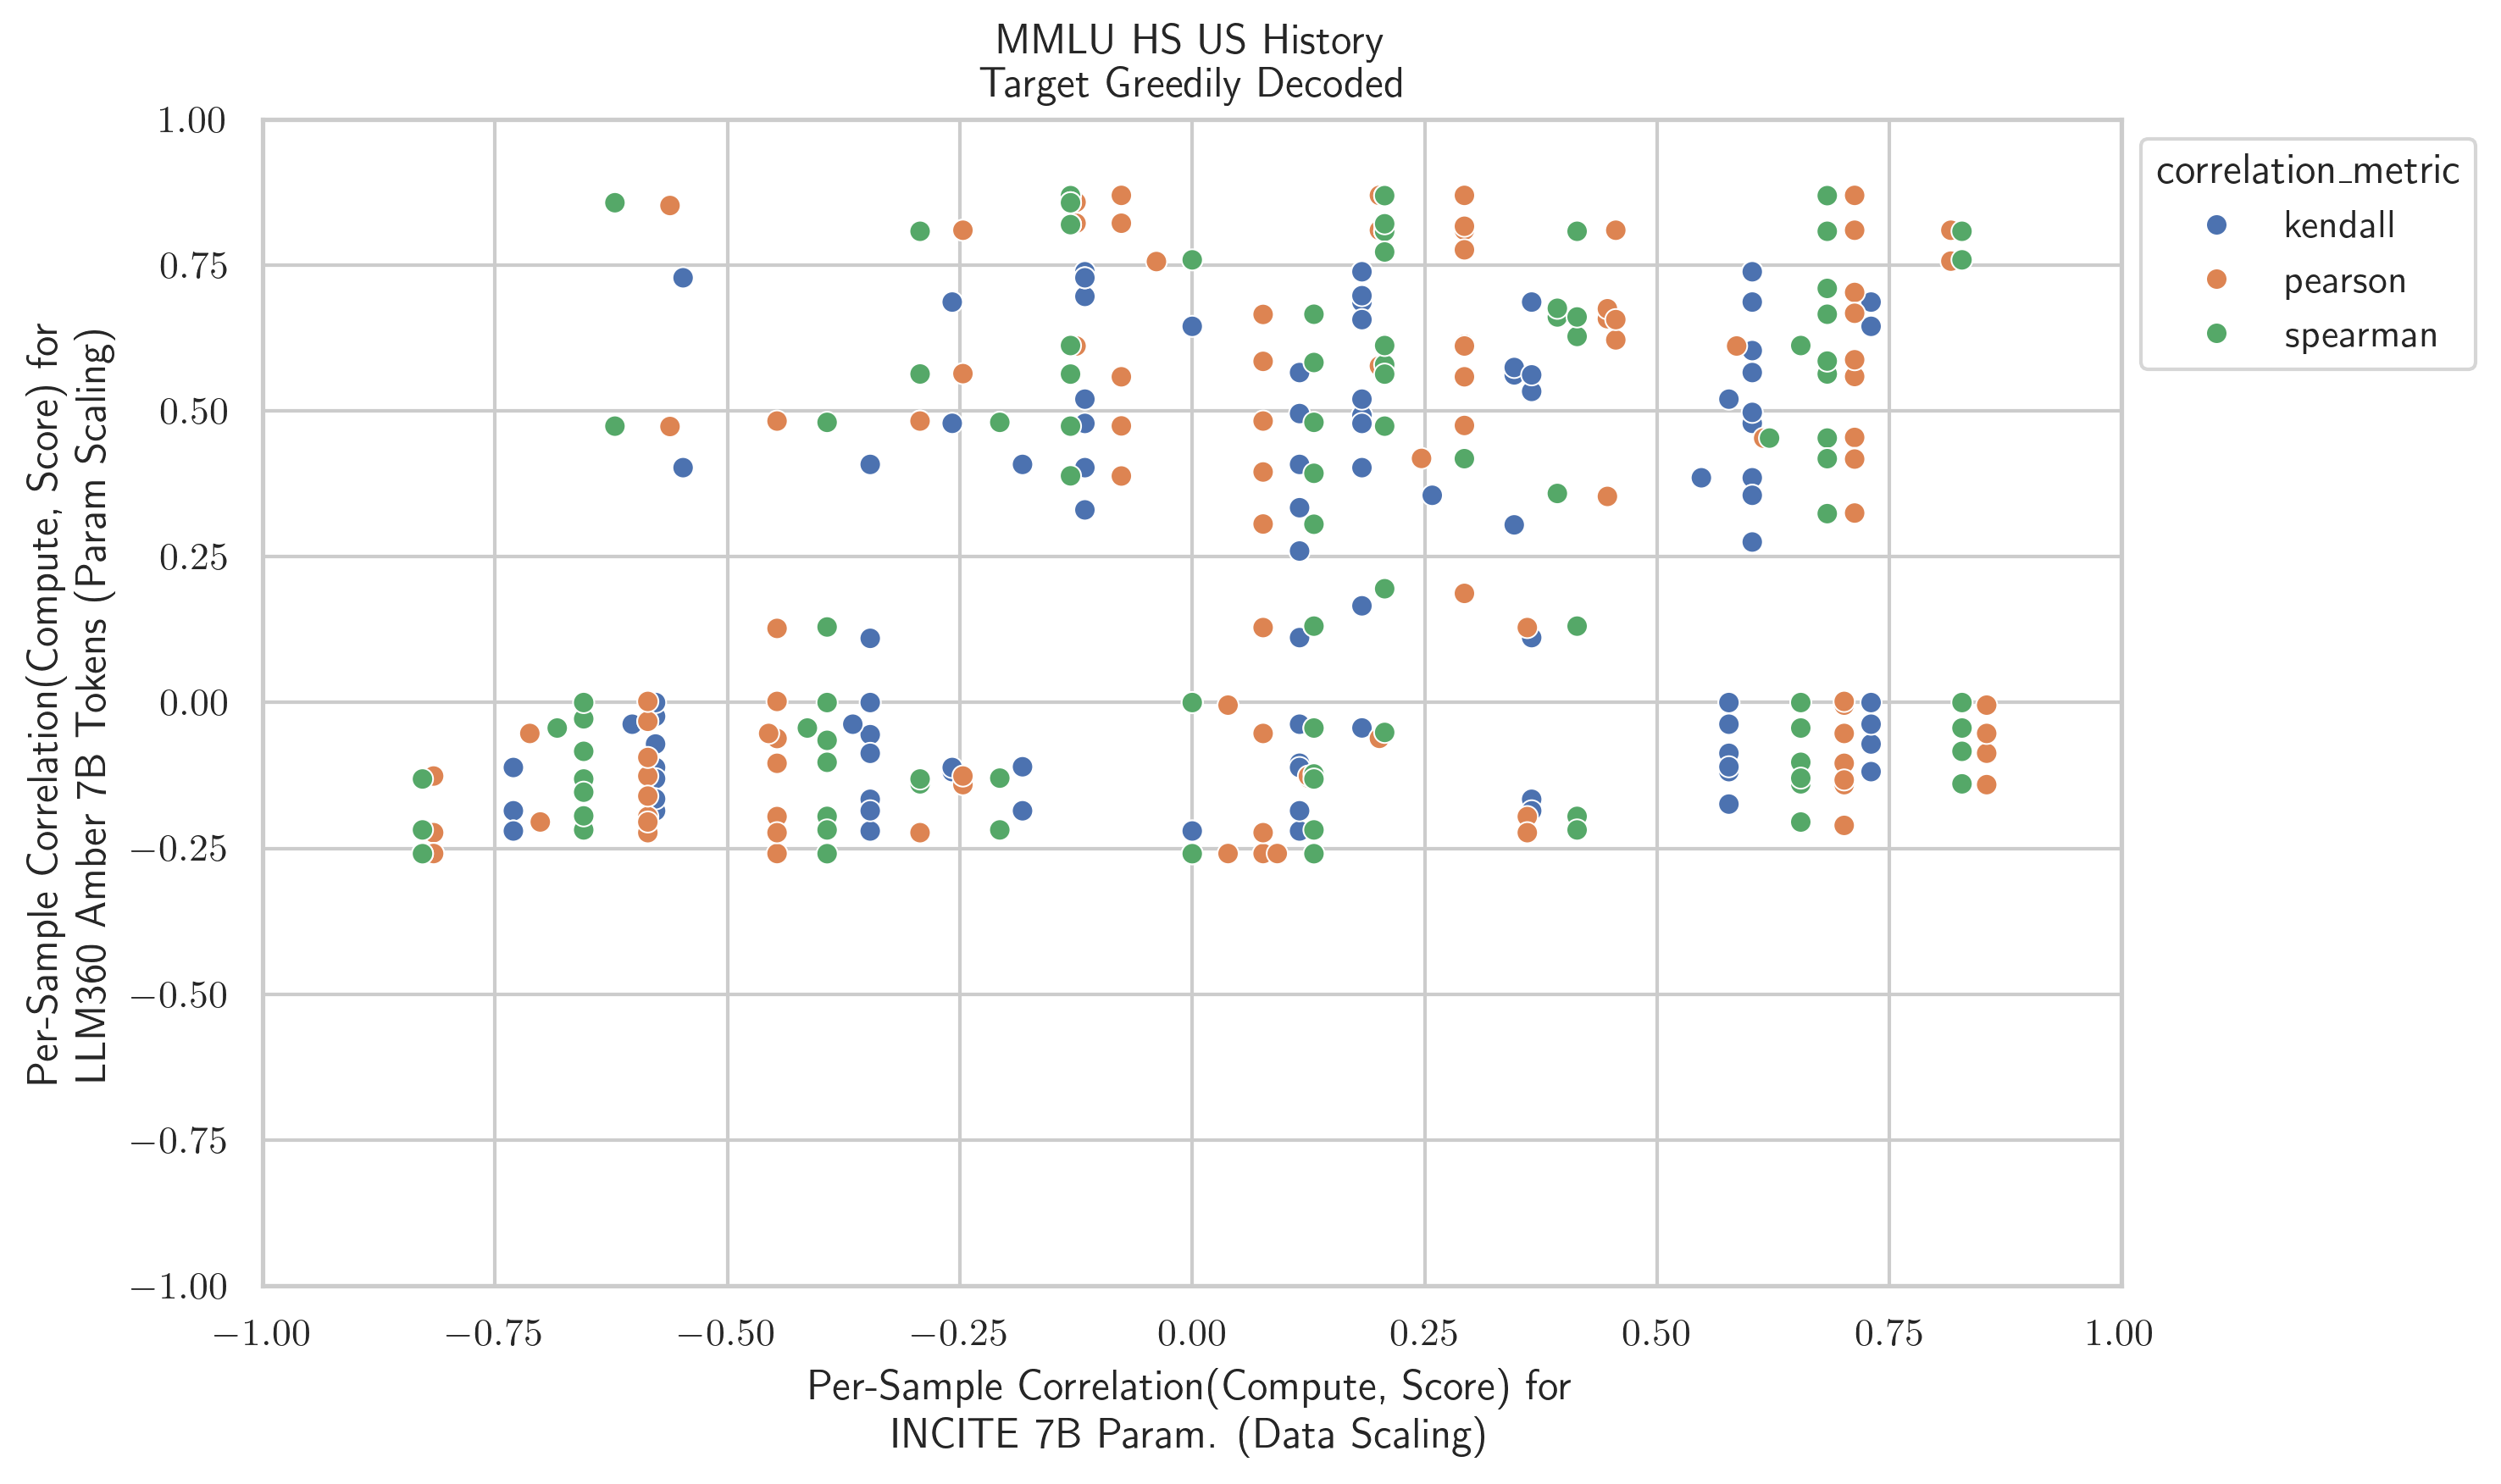 MMLU HS US History
Target Greedily Decoded
Per-Sample Correlation(Compute, Score) for
LLM360 Amber 7B Tokens (Param Scaling)
1.00
0.75
0.50
0.25
0.00
−0.25
−0.50
−0.75
−1.00
−1.00 −0.75 −0.50 −0.25 0.00 0.25 0.50 0.75 1.00
Per-Sample Correlation(Compute, Score) for
INCITE 7B Param. (Data Scaling)
correlation_metric
kendall
pearson
spearman